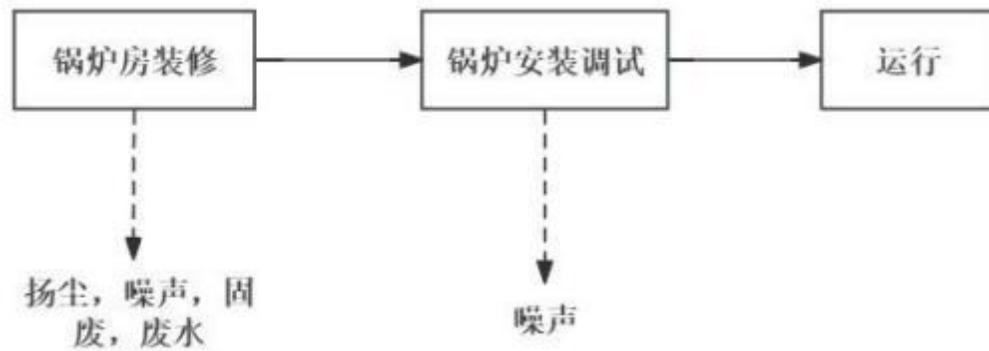 锅炉房装修
锅炉安装调试
运行
扬尘，噪声，固
废，废水
噪声